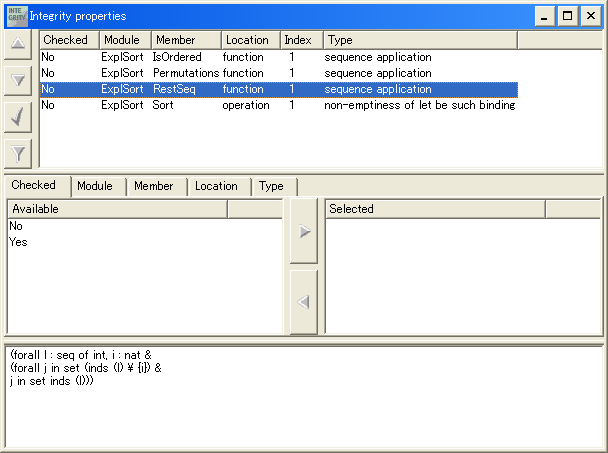 INTE GRITY Integrity properties
Checked Module Member Location Index Type
No ExplSort IsOrdered function 1 sequence application
No ExplSort Permutations function 1 sequence application
No ExplSort RestSeq function 1 sequence application
No ExplSort Sort operation 1 non-emptiness of let be such binding
Checked Module Member Location Type
Available Selected
No
Yes
(forall l : seq of int, i : nat &
(forall j in set (inds (l) ¥ {i}) &
j in set inds (l)))